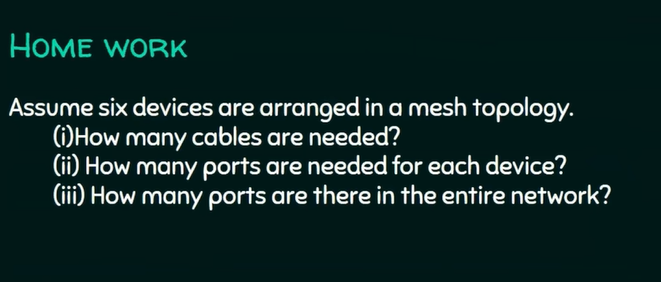 HOME WORK
Assume six devices are arranged in a mesh topology.
(i)How many cables are needed?
(ii) How many ports are needed for each device?
(iii) How many ports are there in the entire network?